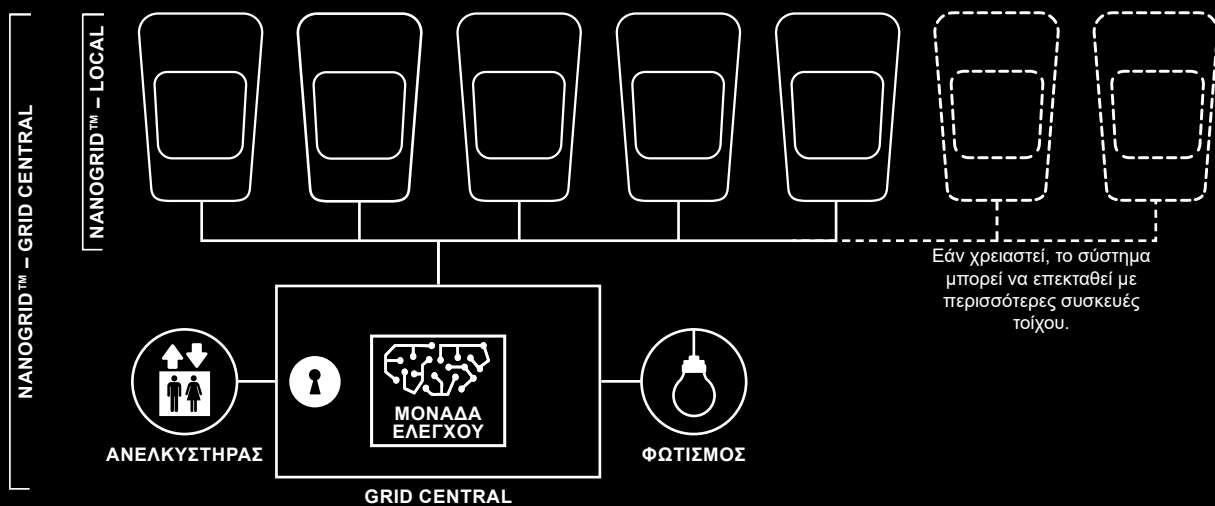 NANOGRID™ – GRID CENTRAL
NANOGRID™ – LOCAL
Εάν χρειαστεί, το σύστημα
μπορεί να επεκταθεί με
περισσότερες συσκευές
τοίχου.
ΑΝΕΛΚΥΣΤΗΡΑΣ
ΜΟΝΑΔΑ
ΕΛΕΓΧΟΥ
ΦΩΤΙΣΜΟΣ
GRID CENTRAL